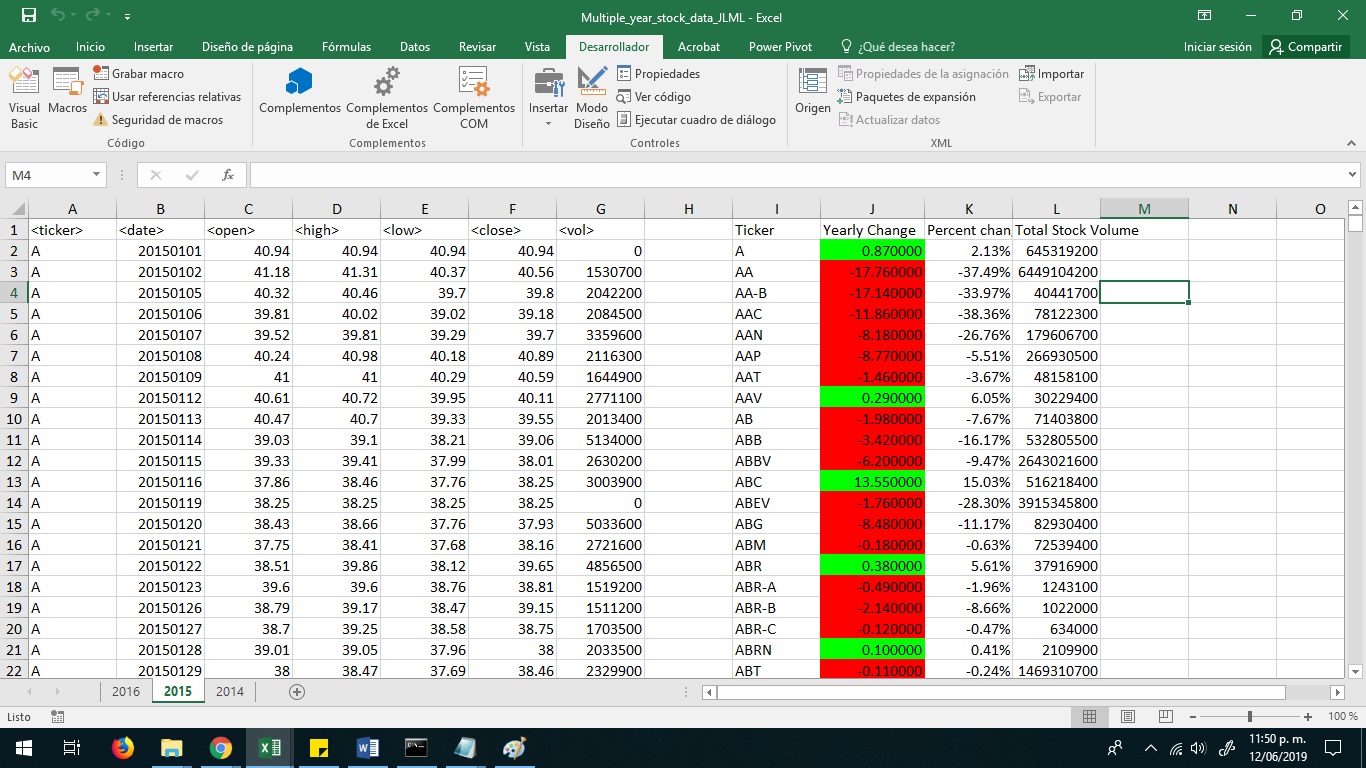 Multiple_year_stock_data_JLML - Excel
Archivo Inicio Insertar Diseño de página Fórmulas Datos Revisar Vista Desarrollador Acrobat Power Pivot ¿Qué desea hacer? Iniciar sesión Compartir
Visual Basic Macros Grabar macro Usar referencias relativas Seguridad de macros
Complementos Complementos de Excel Complementos COM
Insertar Modo Diseño Propiedades Ver código Ejecutar cuadro de diálogo
Origen Propiedades de la asignación Paquetes de expansión Actualizar datos Importar Exportar
Código Complementos Controles XML
M4 fx
A B C D E F G H I J K L M N O
1 <ticker> <date> <open> <high> <low> <close> <vol> Ticker Yearly Change Percent chan Total Stock Volume
2 A 20150101 40.94 40.94 40.94 40.94 0 A 0.870000 2.13% 645319200
3 A 20150102 41.18 41.31 40.37 40.56 1530700 AA -17.760000 -37.49% 6449104200
4 A 20150105 40.32 40.46 39.7 39.8 2042200 AA-B -17.140000 -33.97% 40441700
5 A 20150106 39.81 40.02 39.02 39.18 2084500 AAC -11.860000 -38.36% 78122300
6 A 20150107 39.52 39.81 39.29 39.7 3359600 AAN -8.180000 -26.76% 179606700
7 A 20150108 40.24 40.98 40.18 40.89 2116300 AAP -8.770000 -5.51% 266930500
8 A 20150109 41 41 40.29 40.59 1644900 AAT -1.460000 -3.67% 48158100
9 A 20150112 40.61 40.72 39.95 40.11 2771100 AAV 0.290000 6.05% 30229400
10 A 20150113 40.47 40.7 39.33 39.55 2013400 AB -1.980000 -7.67% 71403800
11 A 20150114 39.03 39.1 38.21 39.06 5134000 ABB -3.420000 -16.17% 532805500
12 A 20150115 39.33 39.41 37.99 38.01 2630200 ABBV -6.200000 -9.47% 2643021600
13 A 20150116 37.86 38.46 37.76 38.25 3003900 ABC 13.550000 15.03% 516218400
14 A 20150119 38.25 38.25 38.25 38.25 0 ABEV -1.760000 -28.30% 3915345800
15 A 20150120 38.43 38.66 37.76 37.93 5033600 ABG -8.480000 -11.17% 82930400
16 A 20150121 37.75 38.41 37.68 38.16 2721600 ABM -0.180000 -0.63% 72539400
17 A 20150122 38.51 39.86 38.12 39.65 4856500 ABR 0.380000 5.61% 37916900
18 A 20150123 39.6 39.6 38.76 38.81 1519200 ABR-A -0.490000 -1.96% 1243100
19 A 20150126 38.79 39.17 38.47 39.15 1511200 ABR-B -2.140000 -8.66% 1022000
20 A 20150127 38.7 39.25 38.58 38.75 1703500 ABR-C -0.120000 -0.47% 634000
21 A 20150128 39.01 39.05 37.96 38 2033500 ABRN 0.100000 0.41% 2109900
22 A 20150129 38 38.47 37.69 38.46 2329900 ABT -0.110000 -0.24% 1469310700
2016 2015 2014
Listo 100 %
11:50 p. m.
12/06/2019